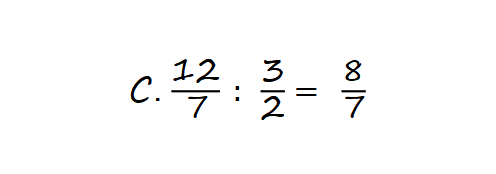 C. 12/7 : 3/2 = 8/7